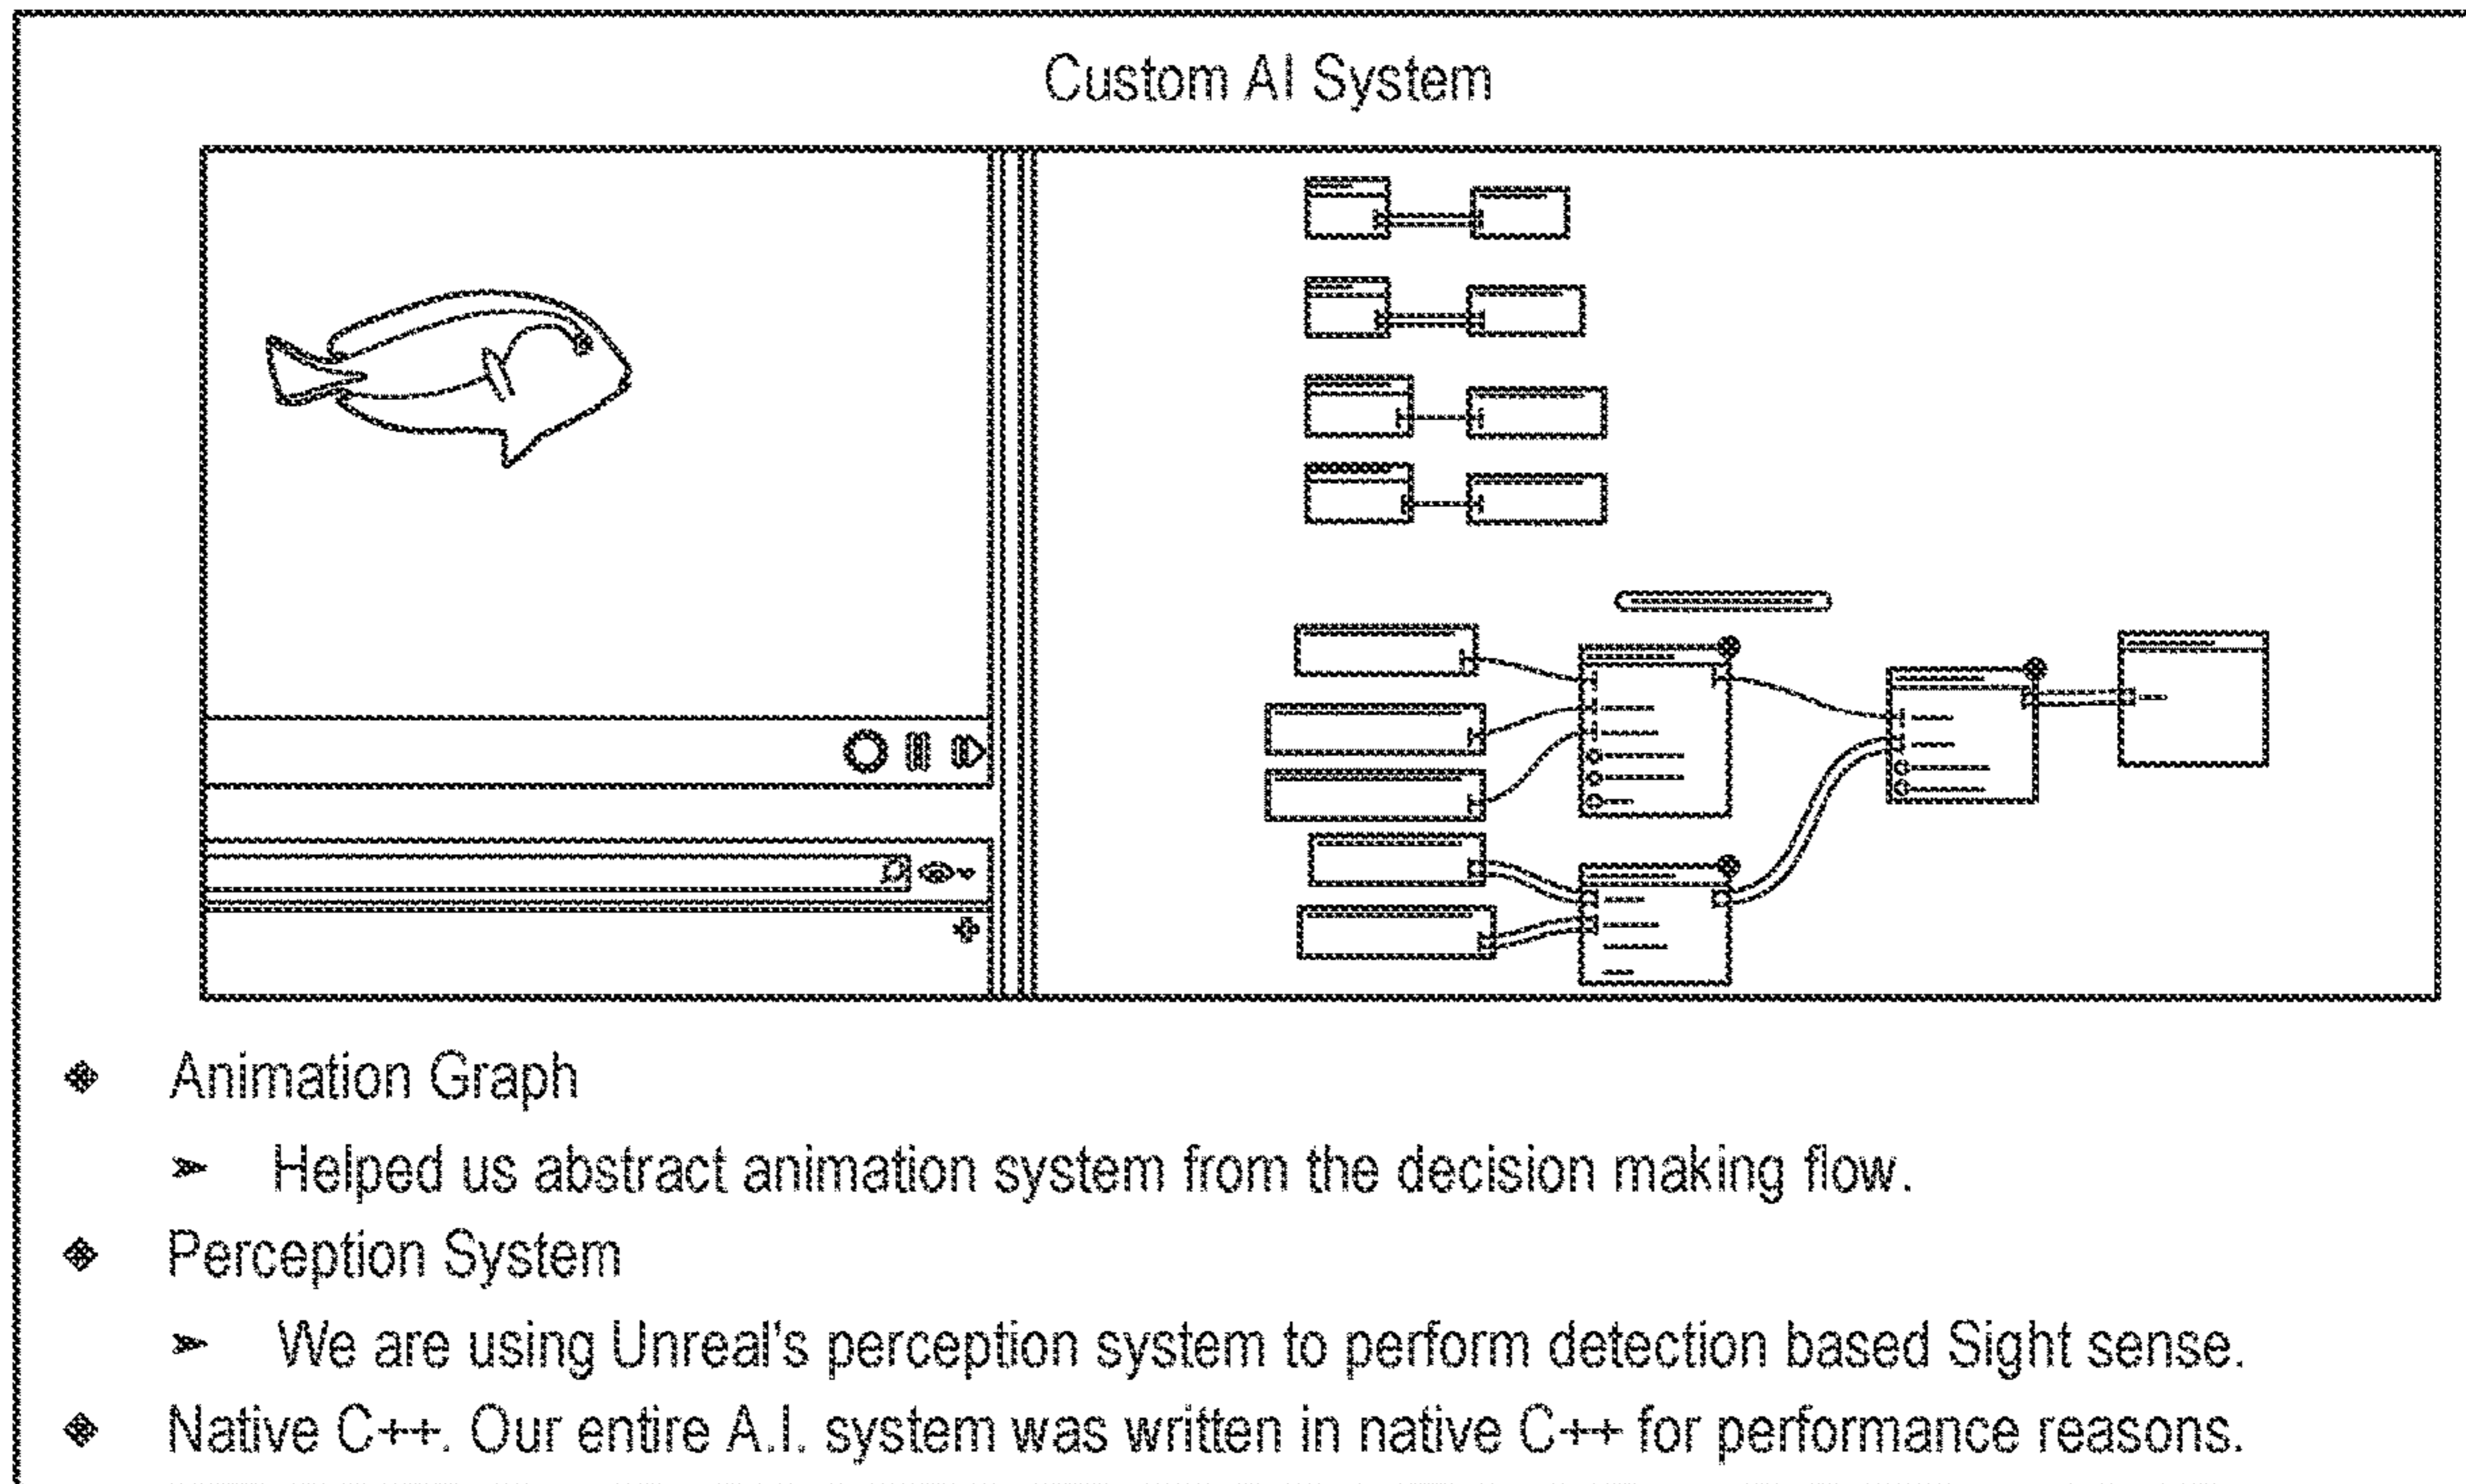 Custom AI System
Animation Graph
Helped us abstract animation system from the decision making flow.
Perception System
We are using Unreal's perception system to perform detection based Sight sense.
Native C++. Our entire A.I. system was written in native C++ for performance reasons.